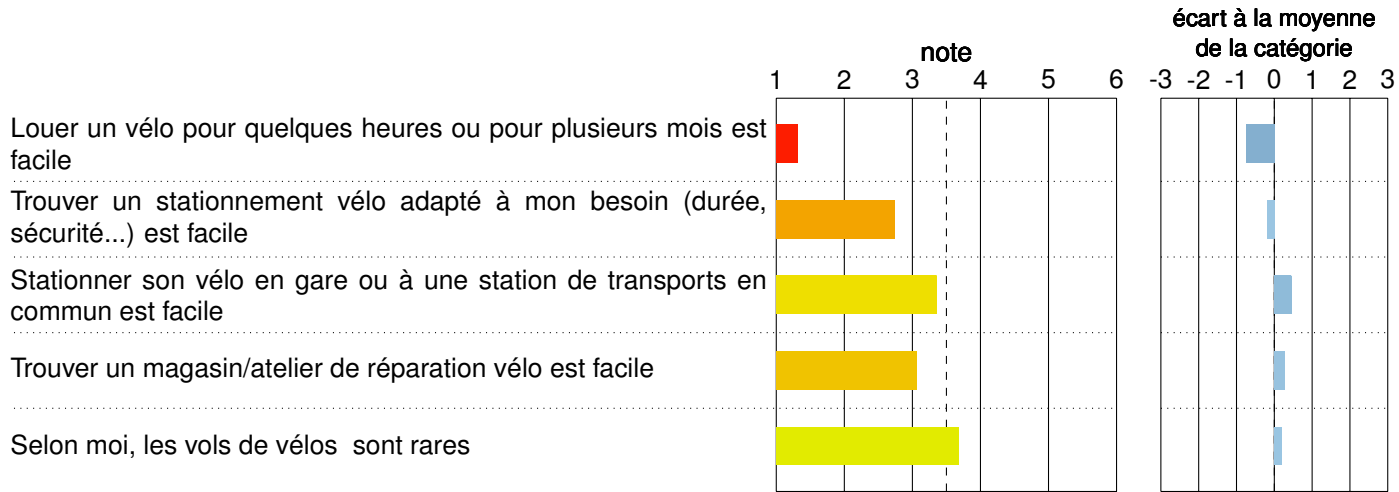 écart à la moyenne
de la catégorie
note
1 2 3 4 5 6
-3 -2 -1 0 1 2 3
Louer un vélo pour quelques heures ou pour plusieurs mois est
facile
Trouver un stationnement vélo adapté à mon besoin (durée,
sécurité...) est facile
Stationner son vélo en gare ou à une station de transports en
commun est facile
Trouver un magasin/atelier de réparation vélo est facile
Selon moi, les vols de vélos sont rares